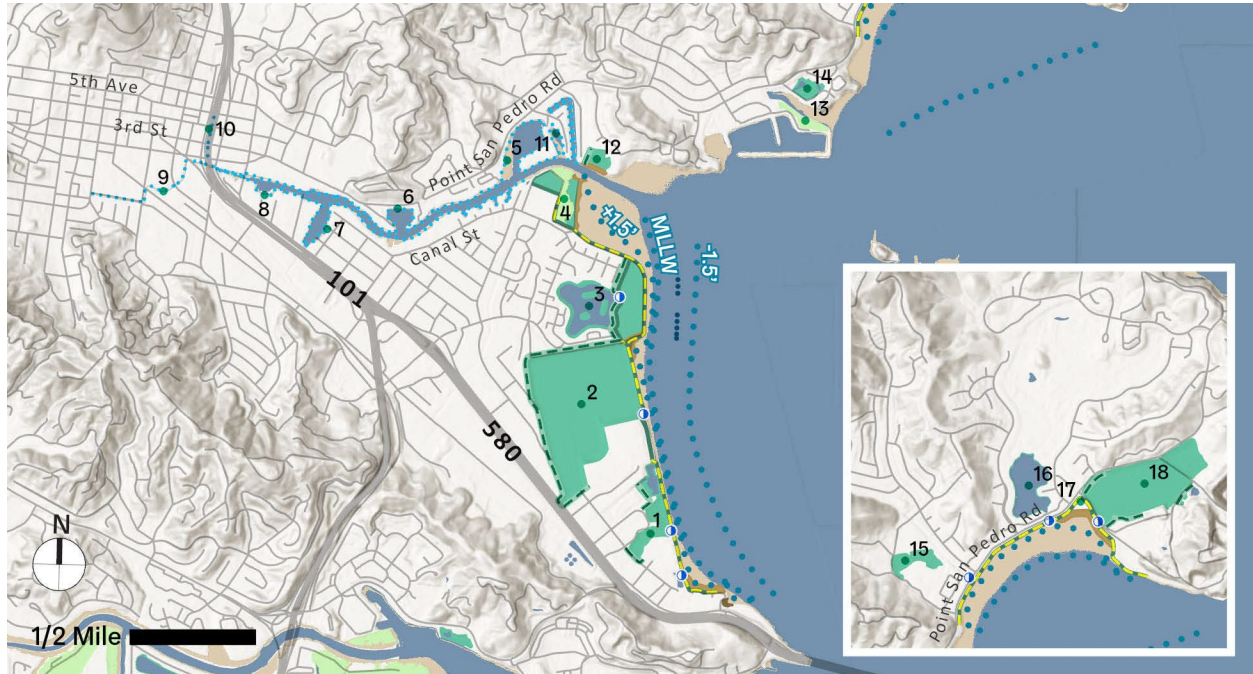 5th Ave
3rd St
10
9
8
7
6
Point San Pedro Rd
5
11
12
14
13
Canal St
4
+1.5'
MLLW
-1.5'
101
3
2
580
1
N
1/2 Mile
16
17
18
15
Point San Pedro Rd